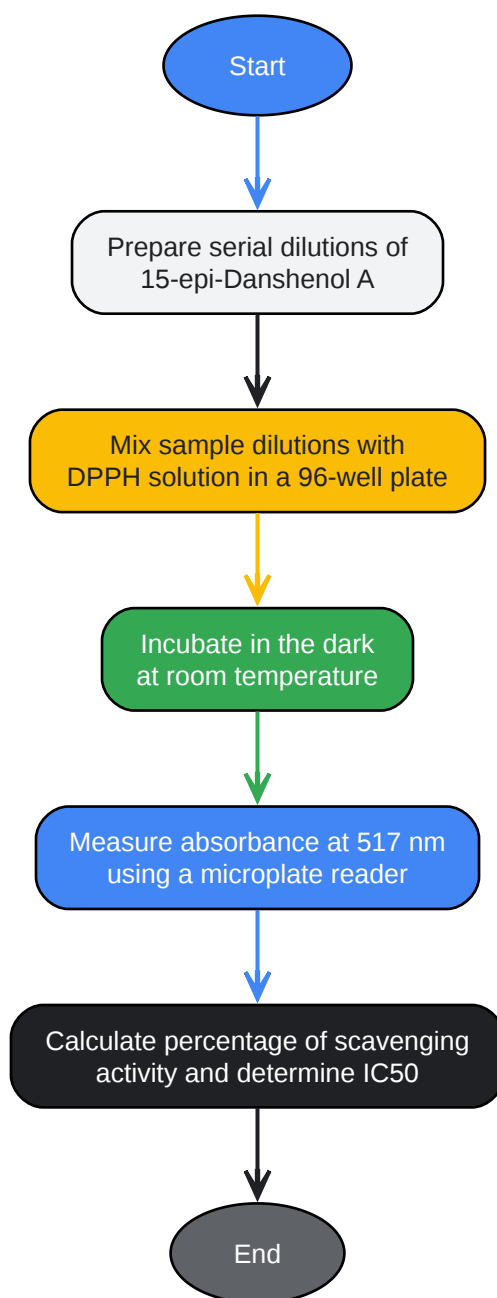 Start
Prepare serial dilutions of
15-epi-Danshenol A
Mix sample dilutions with
DPPH solution in a 96-well plate
Incubate in the dark
at room temperature
Measure absorbance at 517 nm
using a microplate reader
Calculate percentage of scavenging
activity and determine IC50
End